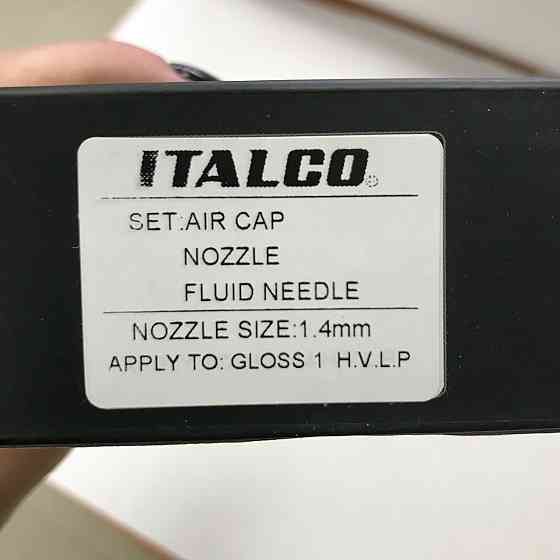 ITALCO®
SET:AIR CAP
NOZZLE
FLUID NEEDLE
NOZZLE SIZE:1.4mm
APPLY TO: GLOSS 1 H.V.L.P